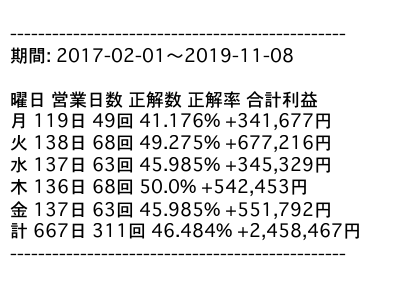 ------------------------------------------------
期間: 2017-02-01〜2019-11-08
曜日 営業日数 正解数 正解率 合計利益
月 119日 49回 41.176% +341,677円
火 138日 68回 49.275% +677,216円
水 137日 63回 45.985% +345,329円
木 136日 68回 50.0% +542,453円
金 137日 63回 45.985% +551,792円
計 667日 311回 46.484% +2,458,467円
------------------------------------------------